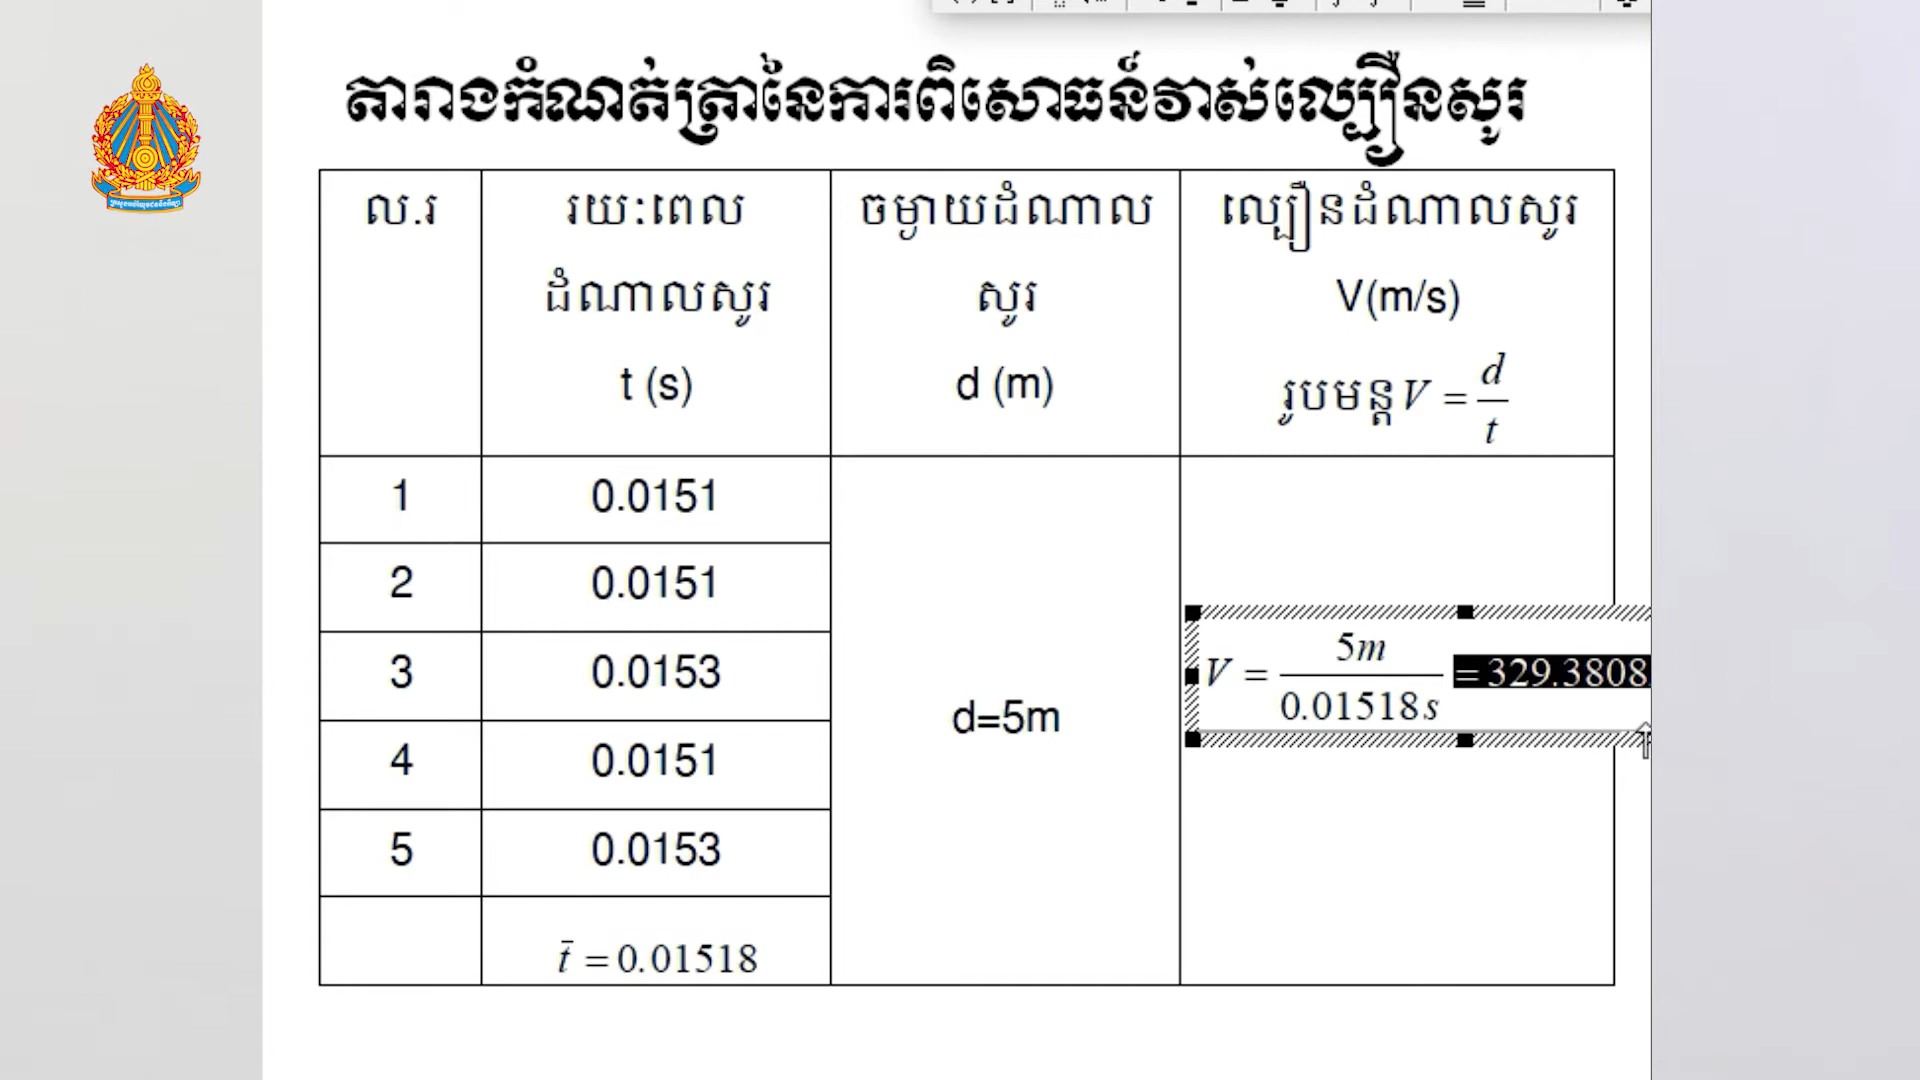 តារាងកំណត់ត្រានៃការពិសោធន៍វាស់ល្បឿនសូរ
ល.រ
រយៈពេល
ដំណាលសូរ
t (s)
ចម្ងាយដំណាល
សូរ
d (m)
ល្បឿនដំណាលសូរ
V(m/s)
រូបមន្ត V = d/t
1 0.0151
2 0.0151
3 0.0153
4 0.0151
5 0.0153
d=5m
V = 5m/0.01518s = 329.3808
t̄ = 0.01518